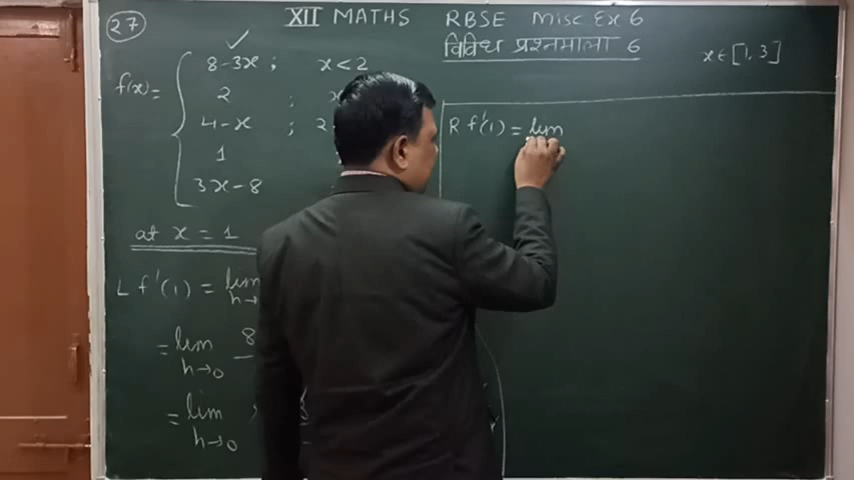 27
XII MATHS RBSE Misc Ex 6
विविध प्रश्नमाला 6
x ∈ [1, 3]
8-3x ; x < 2
2 ; x
f(x)= 4-x ; 2
1
3x-8
at x = 1
L f'(1) = lim h→0
= lim h→0 8
= lim h→0
R f'(1) = lim